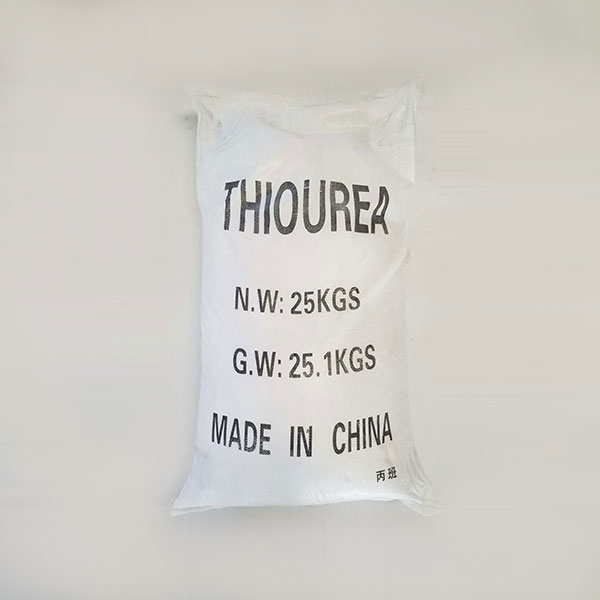 THIOUREA
N.W: 25KGS
G.W: 25.1KGS
MADE IN CHINA
丙班